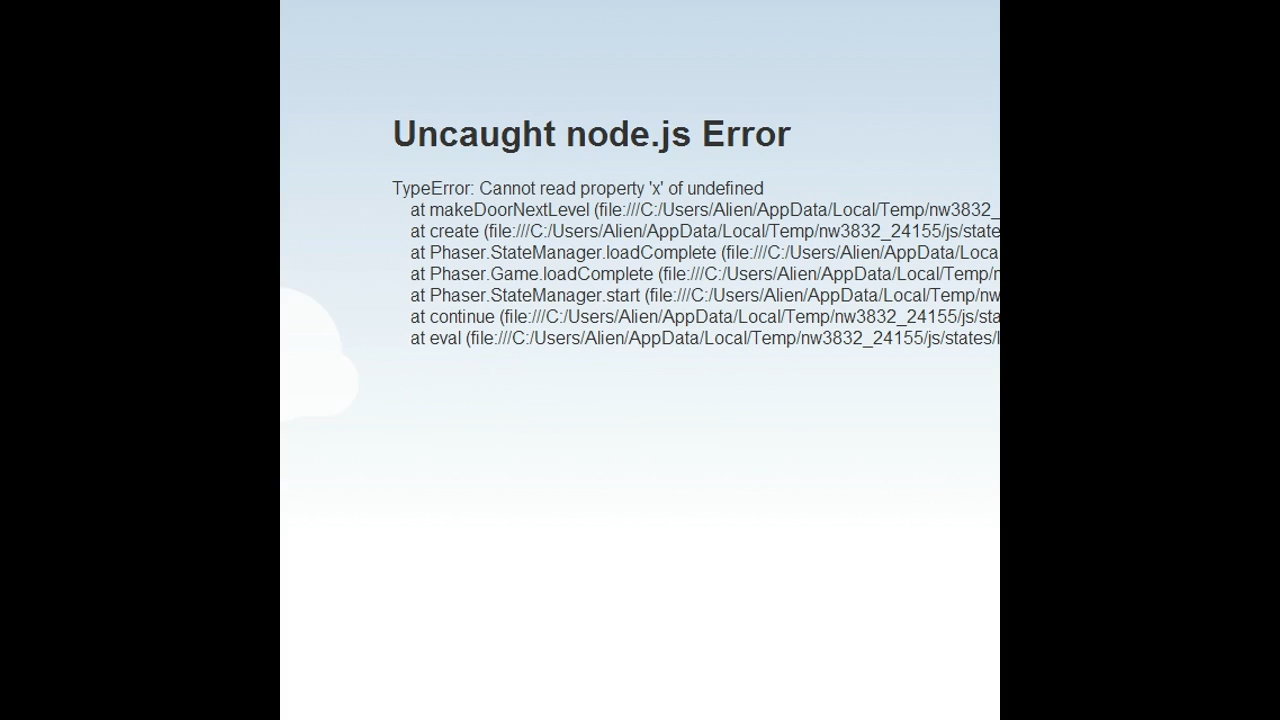 Uncaught node.js Error
TypeError: Cannot read property 'x' of undefined
at makeDoorNextLevel (file:///C:/Users/Alien/AppData/Local/Temp/nw3832_
at create (file:///C:/Users/Alien/AppData/Local/Temp/nw3832_24155/js/state
at Phaser.StateManager.loadComplete (file:///C:/Users/Alien/AppData/Loca
at Phaser.Game.loadComplete (file:///C:/Users/Alien/AppData/Local/Temp/n
at Phaser.StateManager.start (file:///C:/Users/Alien/AppData/Local/Temp/nw
at continue (file:///C:/Users/Alien/AppData/Local/Temp/nw3832_24155/js/sta
at eval (file:///C:/Users/Alien/AppData/Local/Temp/nw3832_24155/js/states/l